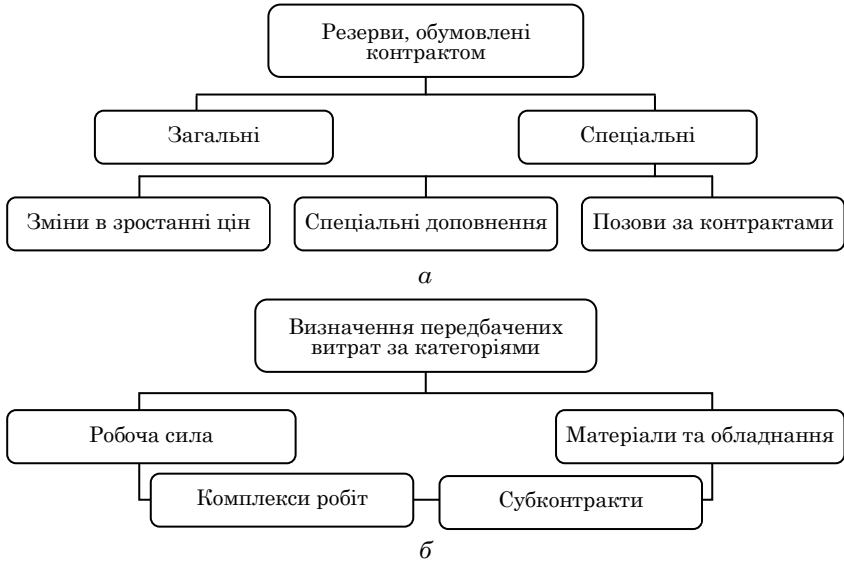 Резерви, обумовлені
контрактом
Загальні
Спеціальні
Зміни в зростанні цін
Спеціальні доповнення
Позови за контрактами
а
Визначення передбачених
витрат за категоріями
Робоча сила
Матеріали та обладнання
Комплекси робіт
Субконтракти
б